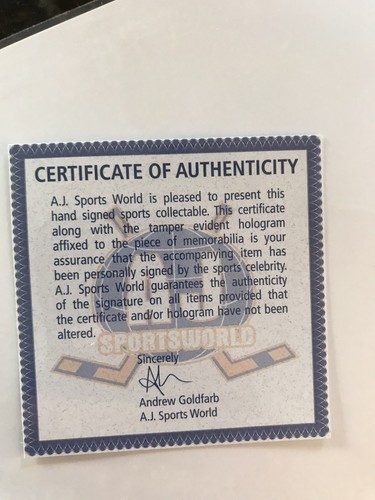 CERTIFICATE OF AUTHENTICITY
A.J. Sports World is pleased to present this
hand signed sports collectable. This certificate
along with the tamper evident hologram
affixed to the piece of memorabilia is your
assurance that the accompanying item has
been personally signed by the sports celebrity.
A.J. Sports World guarantees the authenticity
of the signature on all items provided that
the certificate and/or hologram have not been
altered.
AJ
SPORTSWORLD
Sincerely
Andrew Goldfarb
A.J. Sports World